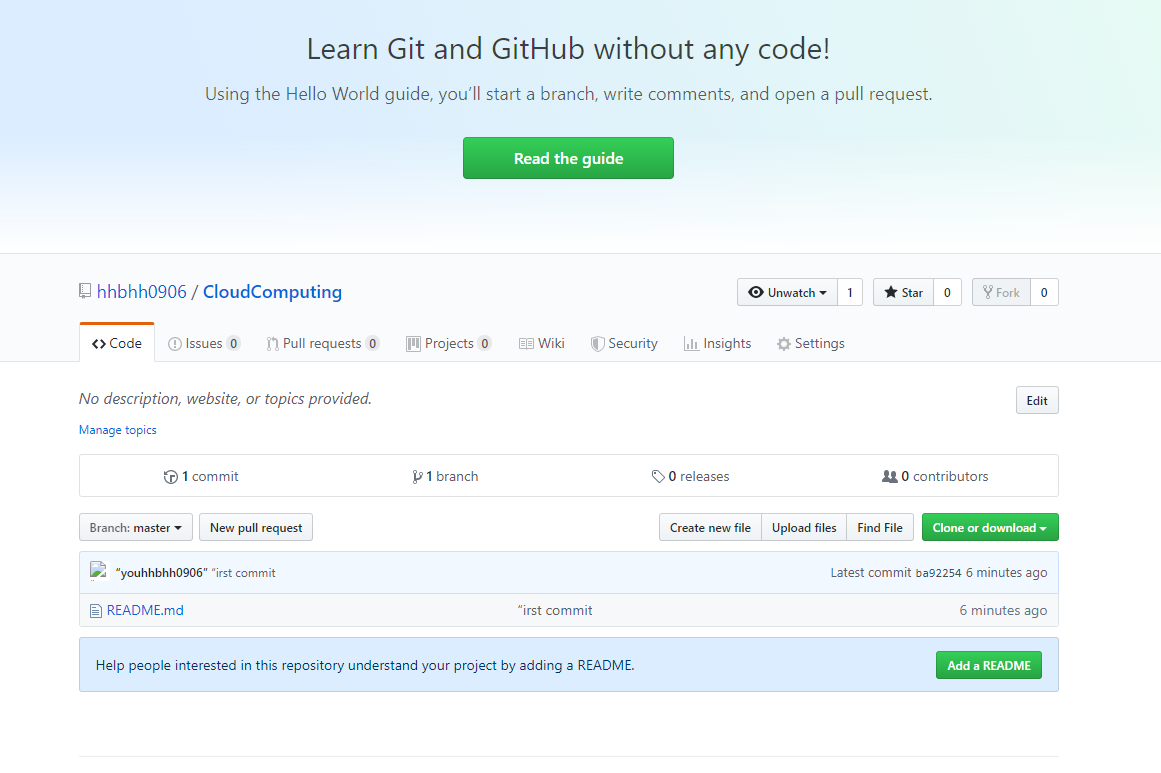 Learn Git and GitHub without any code!
Using the Hello World guide, you’ll start a branch, write comments, and open a pull request.
Read the guide
hhbhh0906 / CloudComputing
Unwatch 1 Star 0 Fork 0
Code Issues 0 Pull requests 0 Projects 0 Wiki Security Insights Settings
No description, website, or topics provided.
Edit
Manage topics
1 commit 1 branch 0 releases 0 contributors
Branch: master New pull request Create new file Upload files Find File Clone or download
“youhhbhh0906” “irst commit Latest commit ba92254 6 minutes ago
README.md “irst commit 6 minutes ago
Help people interested in this repository understand your project by adding a README. Add a README